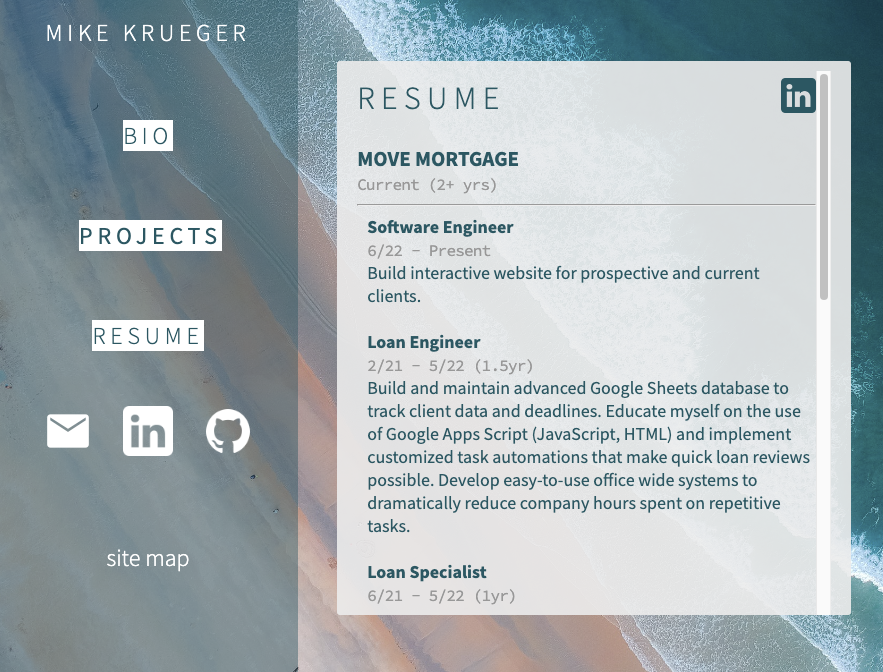 MIKE KRUEGER
BIO
PROJECTS
RESUME
in
site map
RESUME
in
MOVE MORTGAGE
Current (2+ yrs)
Software Engineer
6/22 - Present
Build interactive website for prospective and current
clients.
Loan Engineer
2/21 - 5/22 (1.5yr)
Build and maintain advanced Google Sheets database to
track client data and deadlines. Educate myself on the use
of Google Apps Script (JavaScript, HTML) and implement
customized task automations that make quick loan reviews
possible. Develop easy-to-use office wide systems to
dramatically reduce company hours spent on repetitive
tasks.
Loan Specialist
6/21 - 5/22 (1yr)